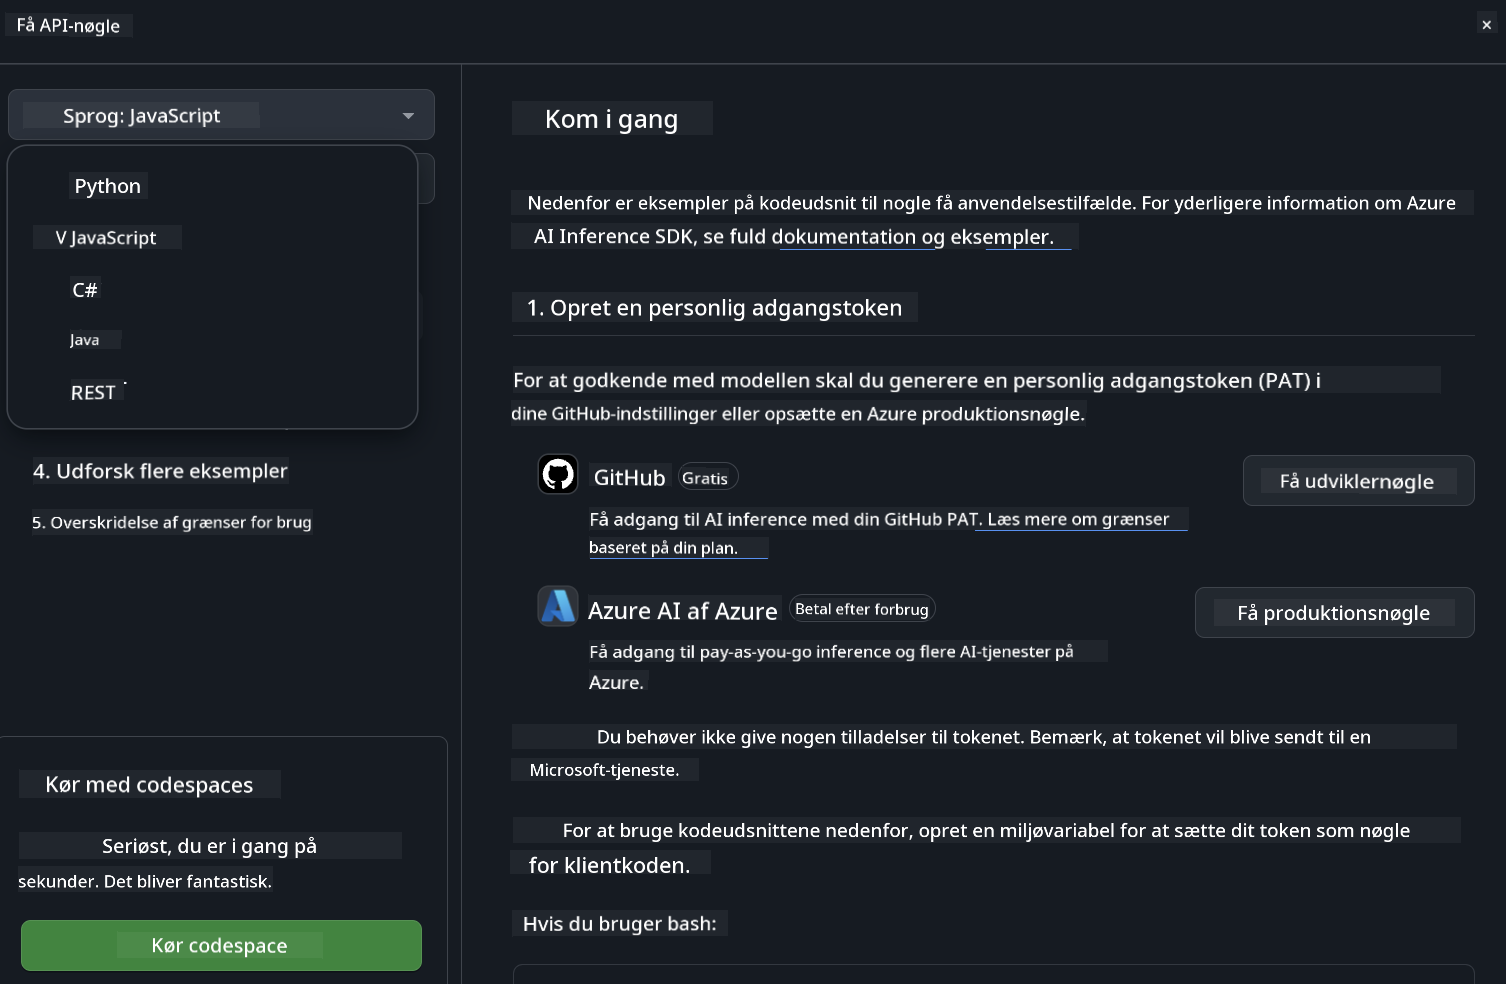 Få API-nøgle
×
Sprog: JavaScript
Python
V JavaScript
C#
Java
REST
4. Udforsk flere eksempler
5. Overskridelse af grænser for brug
Kør med codespaces
Seriøst, du er i gang på
sekunder. Det bliver fantastisk.
Kør codespace
Kom i gang
Nedenfor er eksempler på kodeudsnit til nogle få anvendelsestilfælde. For yderligere information om Azure
AI Inference SDK, se fuld dokumentation og eksempler.
1. Opret en personlig adgangstoken
For at godkende med modellen skal du generere en personlig adgangstoken (PAT) i
dine GitHub-indstillinger eller opsætte en Azure produktionsnøgle.
GitHub Gratis
Få udviklernøgle
Få adgang til AI inference med din GitHub PAT. Læs mere om grænser
baseret på din plan.
Azure AI af Azure Betal efter forbrug
Få produktionsnøgle
Få adgang til pay-as-you-go inference og flere AI-tjenester på
Azure.
Du behøver ikke give nogen tilladelser til tokenet. Bemærk, at tokenet vil blive sendt til en
Microsoft-tjeneste.
For at bruge kodeudsnittene nedenfor, opret en miljøvariabel for at sætte dit token som nøgle
for klientkoden.
Hvis du bruger bash: